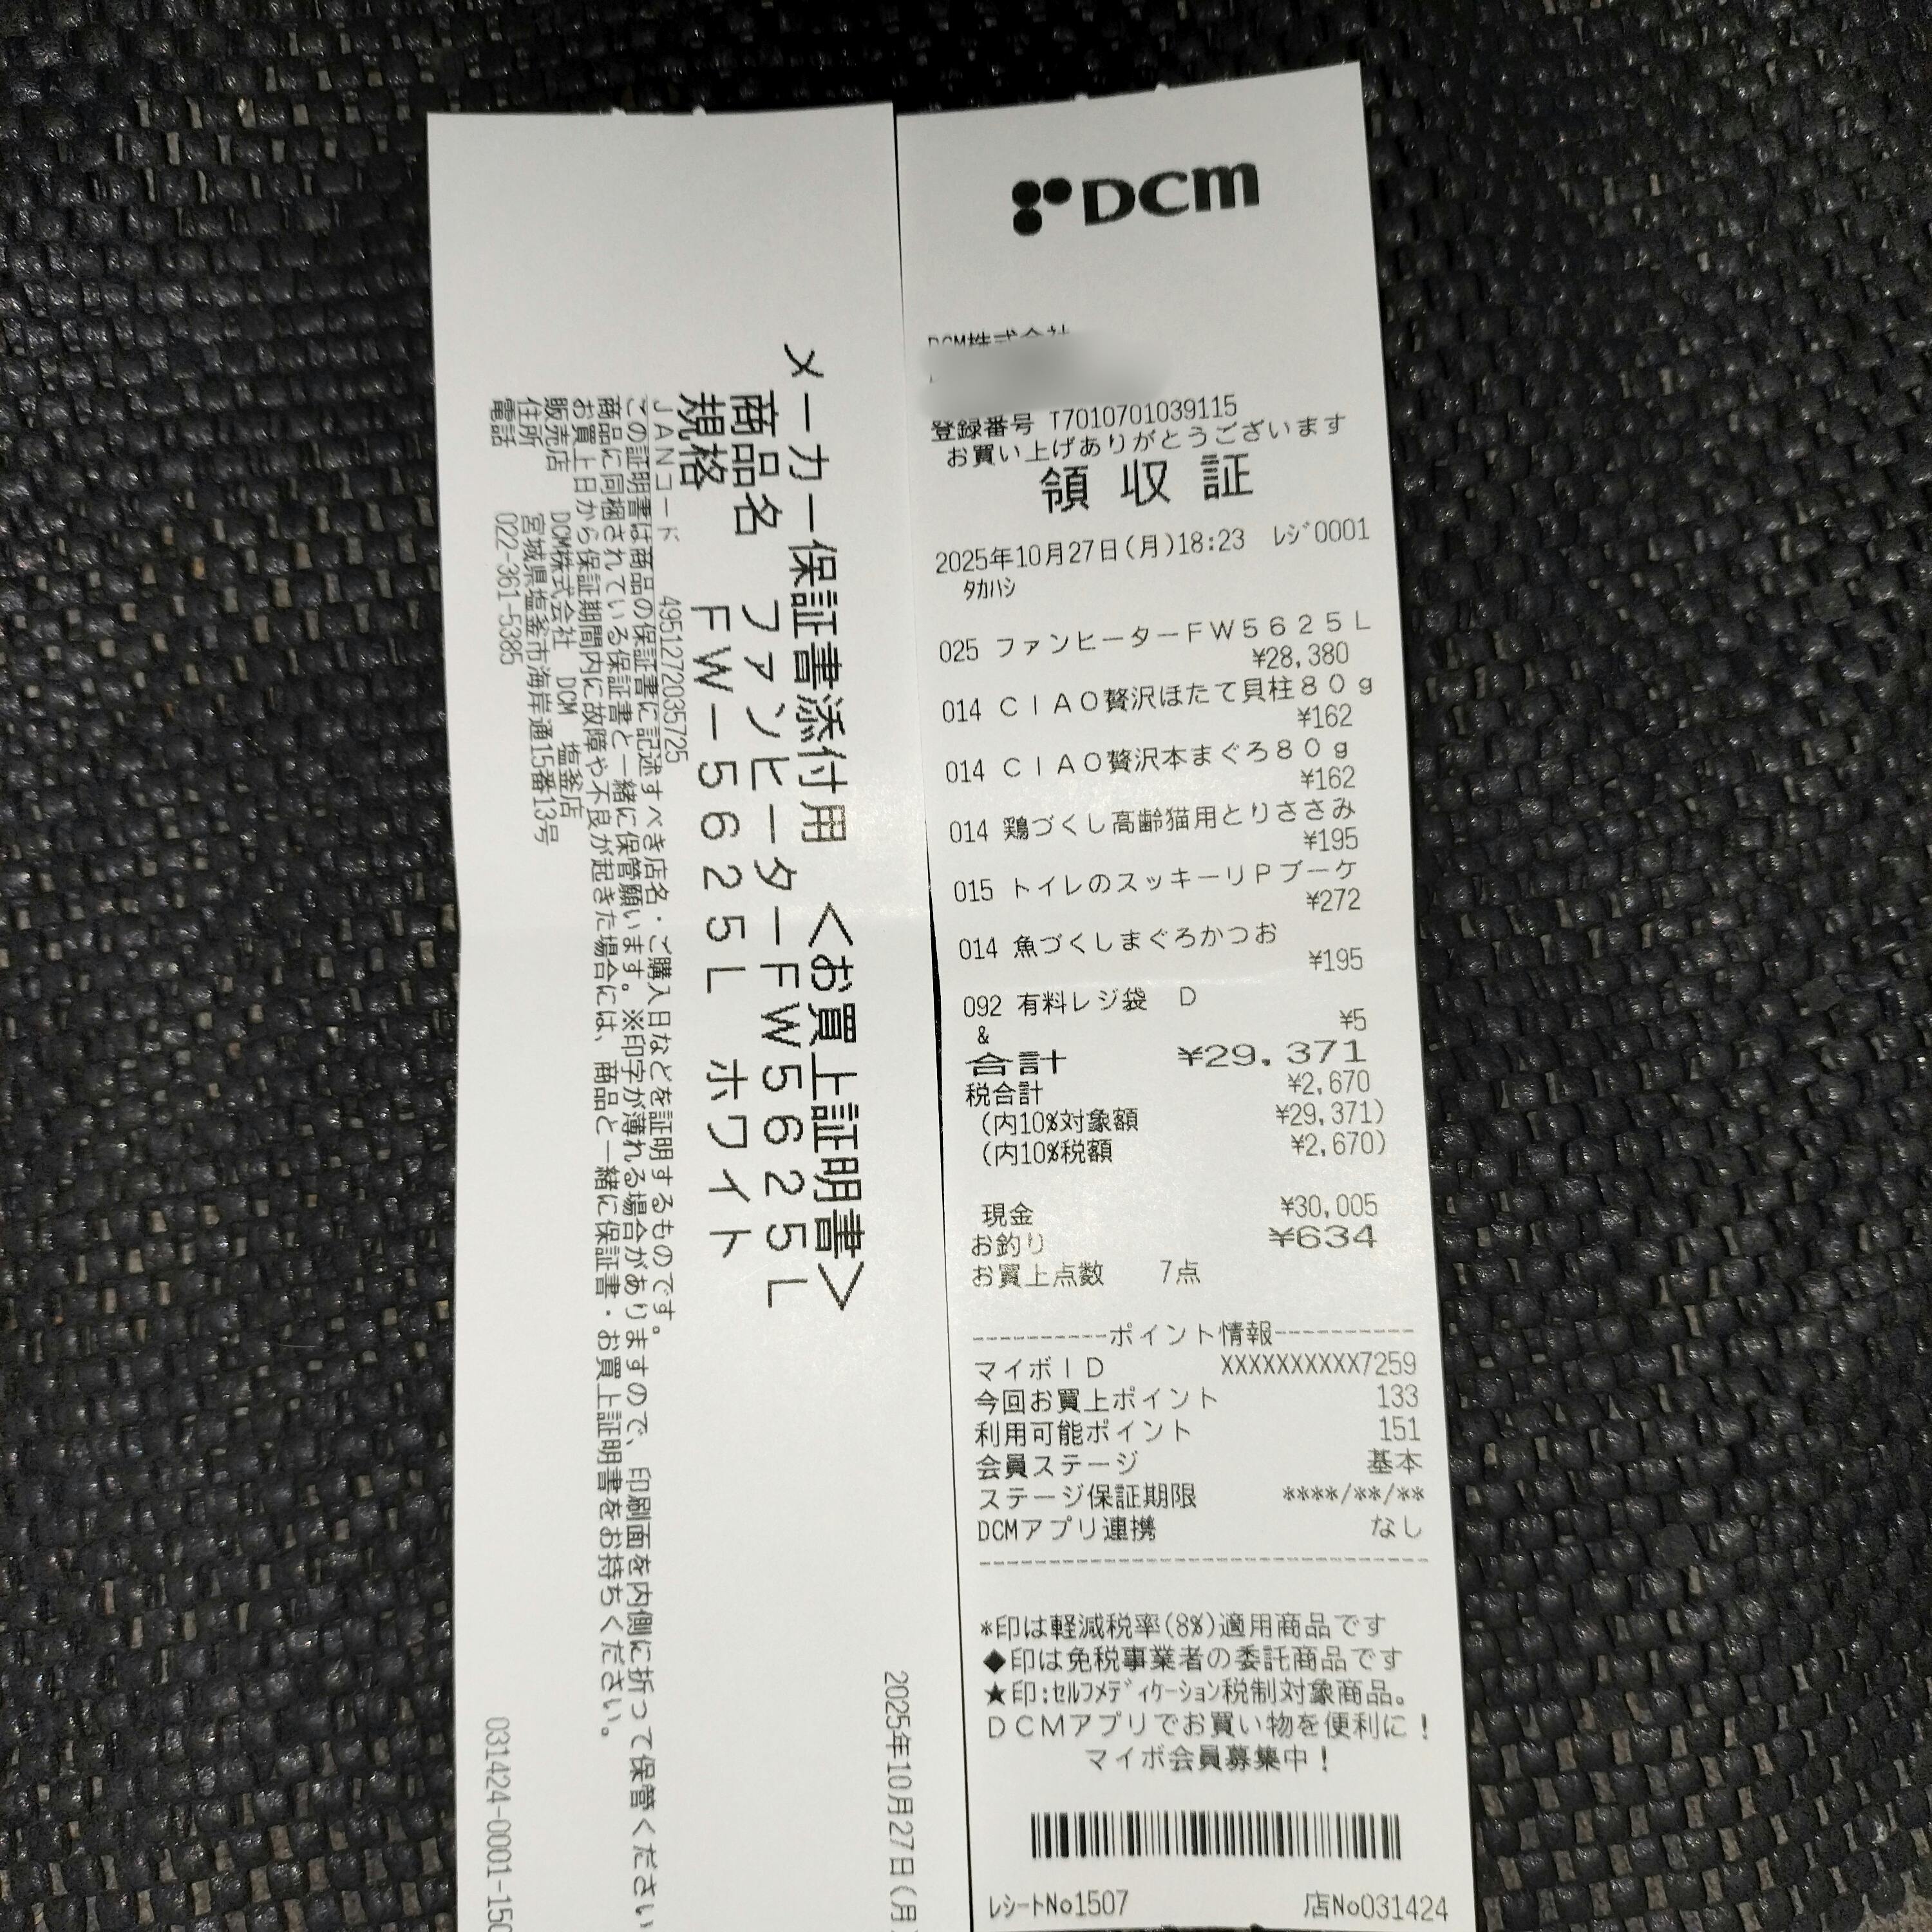 DCM
DCM株式会社
登録番号 T7010701039115
お買い上げありがとうございます
領収証
2025年10月27日(月)18:23 レジ0001
タカハシ
025 ファンヒーターFW5625L
¥28,380
014 CIAO贅沢ほたて貝柱80g
¥162
014 CIAO贅沢本まぐろ80g
¥162
014 鶏づくし高齢猫用とりささみ
¥195
015 トイレのスッキーリPブーケ
¥272
014 魚づくしまぐろかつお
¥195
092 有料レジ袋 D
¥5
&
合計 ¥29,371
税合計 ¥2,670
(内10%対象額 ¥29,371)
(内10%税額 ¥2,670)
現金 ¥30,005
お釣り ¥634
お買上点数 7点
----------ポイント情報----------
マイボID XXXXXXXXXX7259
今回お買上ポイント 133
利用可能ポイント 151
会員ステージ 基本
ステージ保証期限 ****/**/**
DCMアプリ連携 なし
--------------------------------
*印は軽減税率(8%)適用商品です
◆印は免税事業者の委託商品です
★印:セルフメディケーション税制対象商品。
DCMアプリでお買い物を便利に!
マイボ会員募集中!
レシートNo1507 店No031424
メーカー保証書添付用 <お買上証明書>
商品名 ファンヒーターFW5625L
規格 FW-5625L ホワイト
JANコード 4951272035725
この証明書は商品の保証書に記述すべき店名・ご購入日などを証明するものです。
商品に同梱されている保証書と一緒に保管願います。※印字が薄れる場合がありますので、印刷面を内側に折って保管ください
お買上日から保証期間内に故障や不良が起きた場合には、商品と一緒に保証書・お買上証明書をお持ちください。
販売店 DCM株式会社 DCM 塩釜店
住所 宮城県塩釜市海岸通15番13号
電話 022-361-5385
2025年10月27日(月)
031424-0001-150